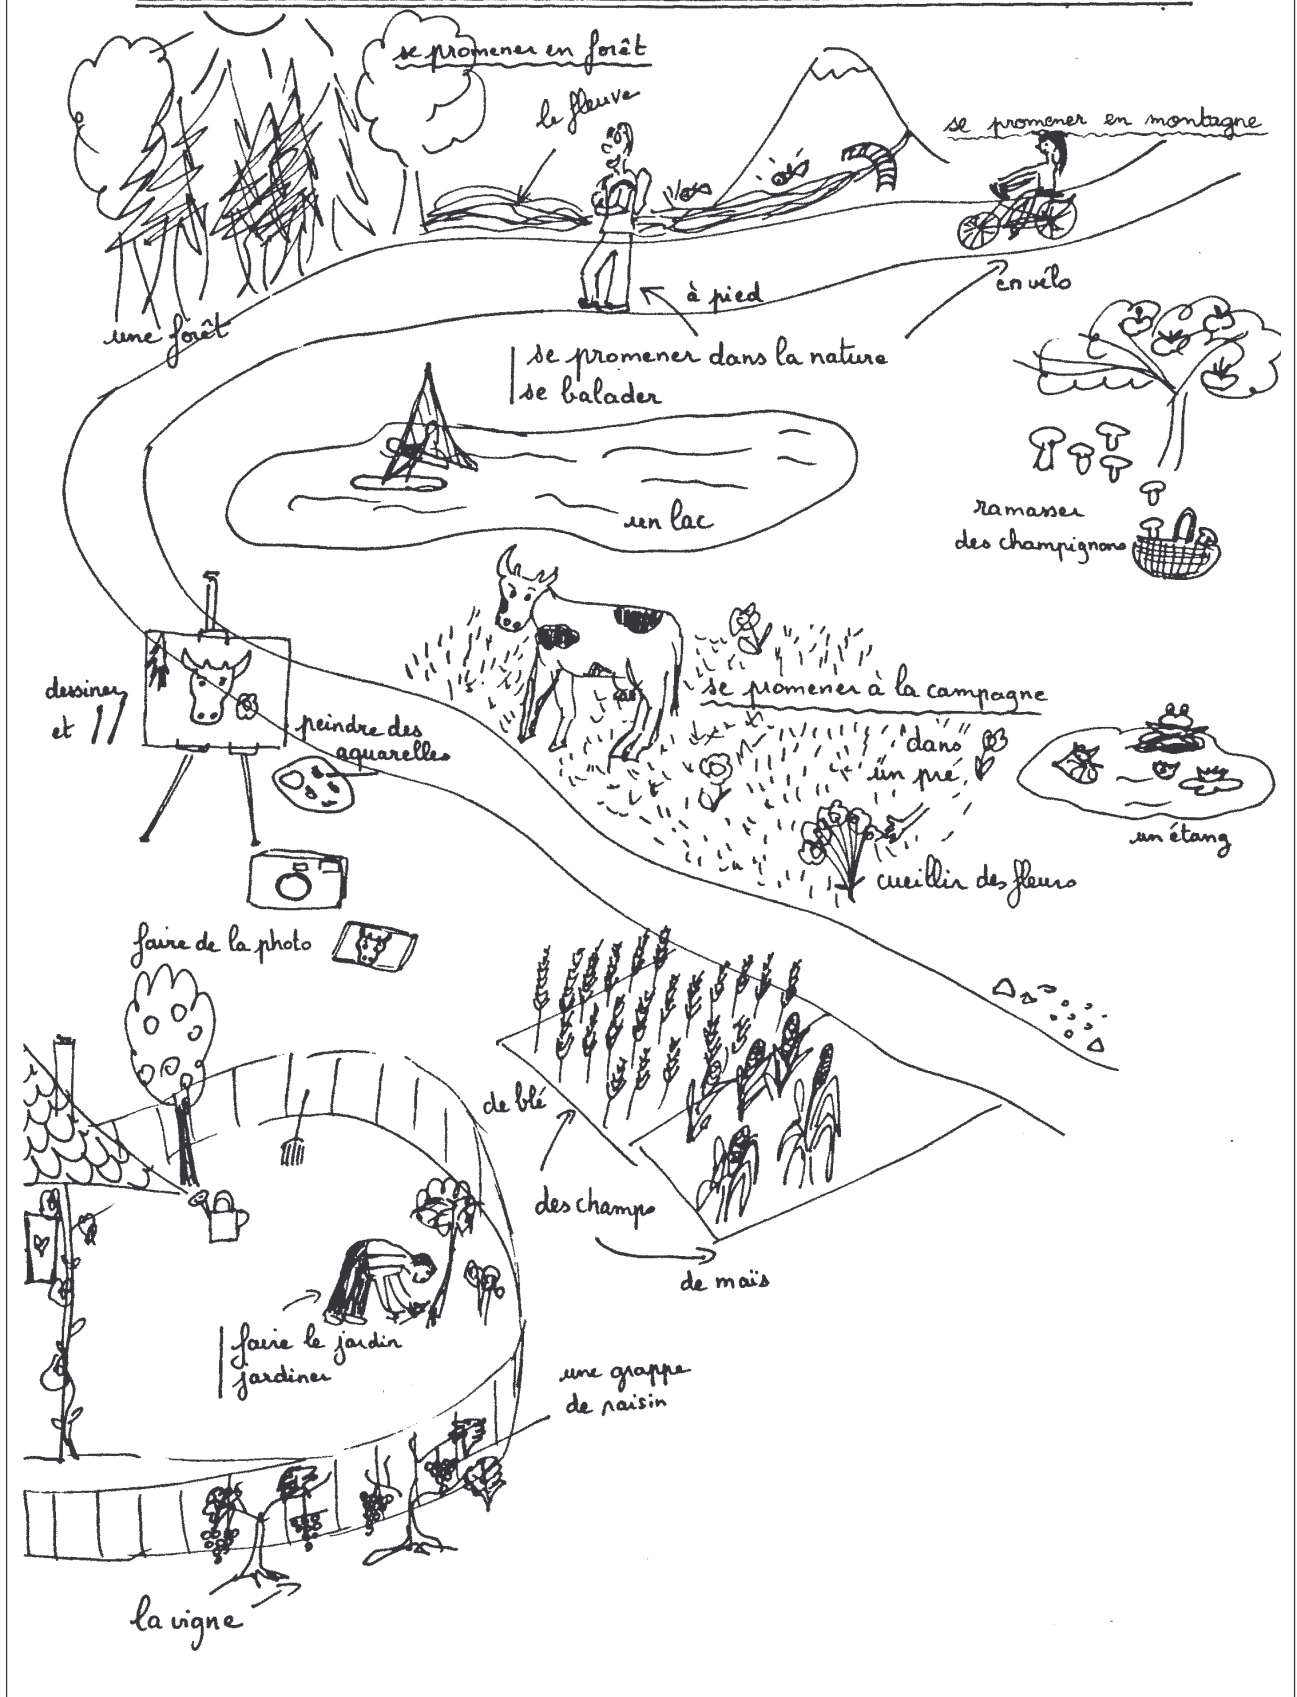 se promener en forêt
le fleuve
se promener en montagne
en vélo
à pied
une forêt
se promener dans la nature
se balader
un lac
ramasser
des champignons
dessiner
et
peindre des
aquarelles
se promener à la campagne
dans
un pré
un étang
cueillir des fleurs
faire de la photo
de blé
des champs
de maïs
faire le jardin
jardiner
une grappe
de raisin
la vigne